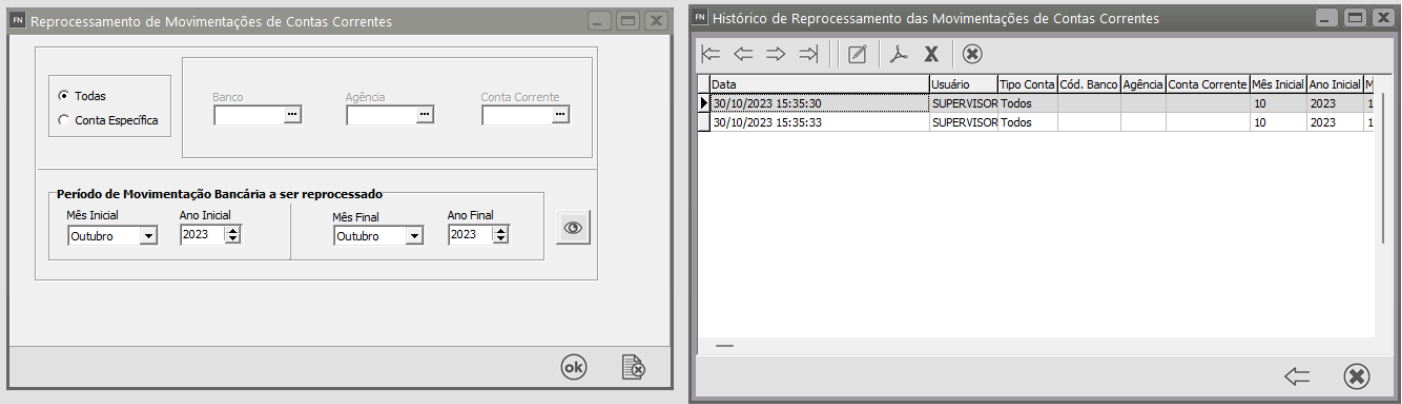 FN Reprocessamento de Movimentações de Contas Correntes
Todas
Conta Específica
Banco Agência Conta Corrente
... ... ...
Período de Movimentação Bancária a ser reprocessado
Mês Inicial Ano Inicial Mês Final Ano Final
Outubro 2023 Outubro 2023
ok
FN Histórico de Reprocessamento das Movimentações de Contas Correntes
X
Data Usuário Tipo Conta Cód. Banco Agência Conta Corrente Mês Inicial Ano Inicial M
30/10/2023 15:35:30 SUPERVISOR Todos 10 2023 1
30/10/2023 15:35:33 SUPERVISOR Todos 10 2023 1